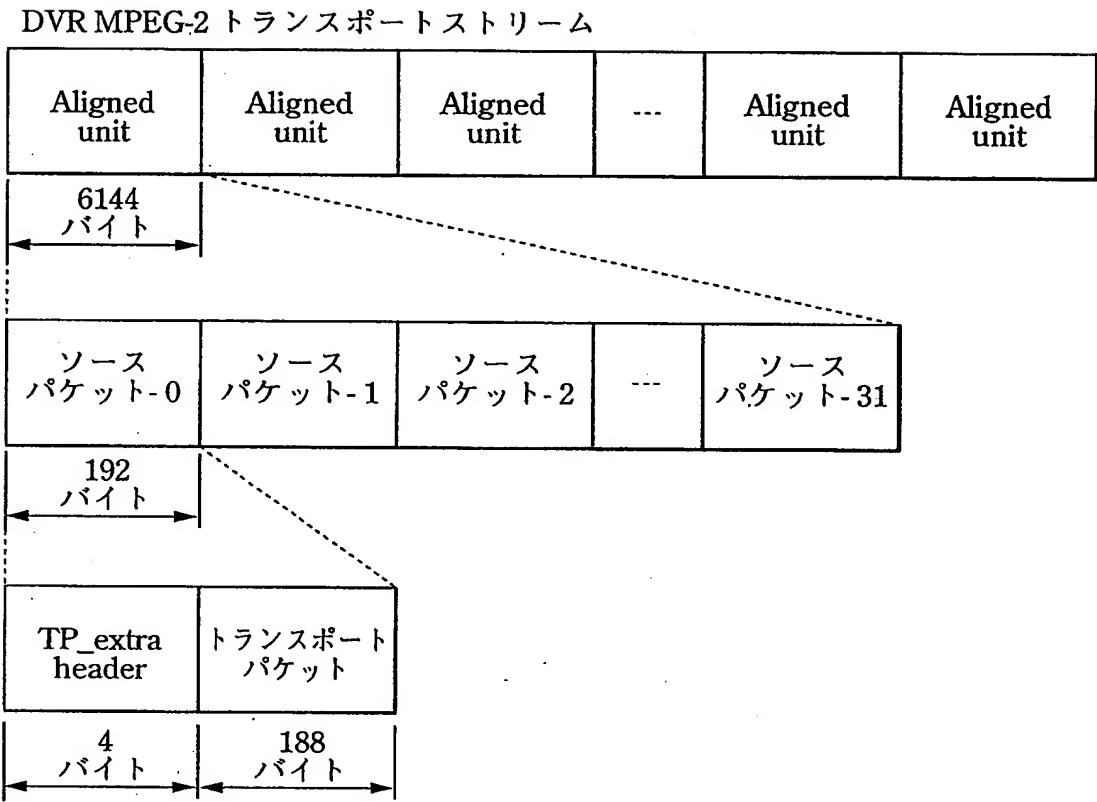 DVR MPEG-2 トランスポートストリーム
Aligned
unit
Aligned
unit
Aligned
unit
---
Aligned
unit
Aligned
unit
6144
バイト
ソース
パケット-0
ソース
パケット-1
ソース
パケット-2
---
ソース
パケット-31
192
バイト
TP_extra
header
トランスポート
パケット
4
バイト
188
バイト